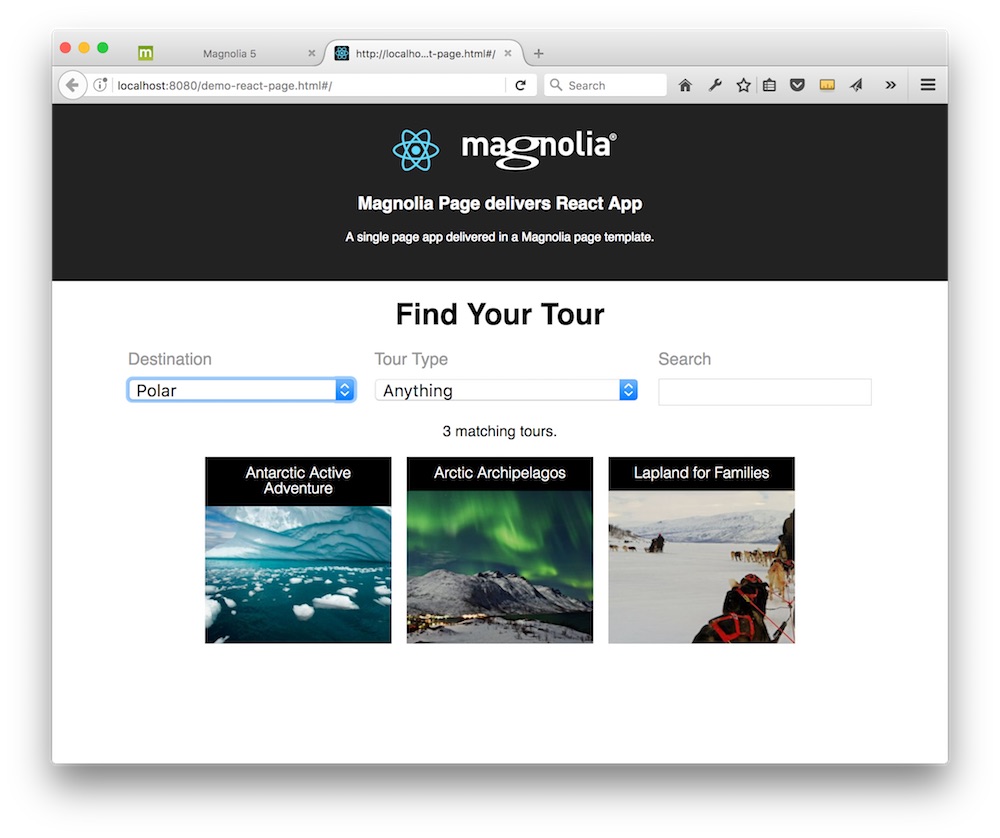 m
Magnolia 5
http://localho...t-page.html#/
localhost:8080/demo-react-page.html#/
Search
magnolia®
Magnolia Page delivers React App
A single page app delivered in a Magnolia page template.
Find Your Tour
Destination
Tour Type
Search
Polar
Anything
3 matching tours.
Antarctic Active
Adventure
Arctic Archipelagos
Lapland for Families